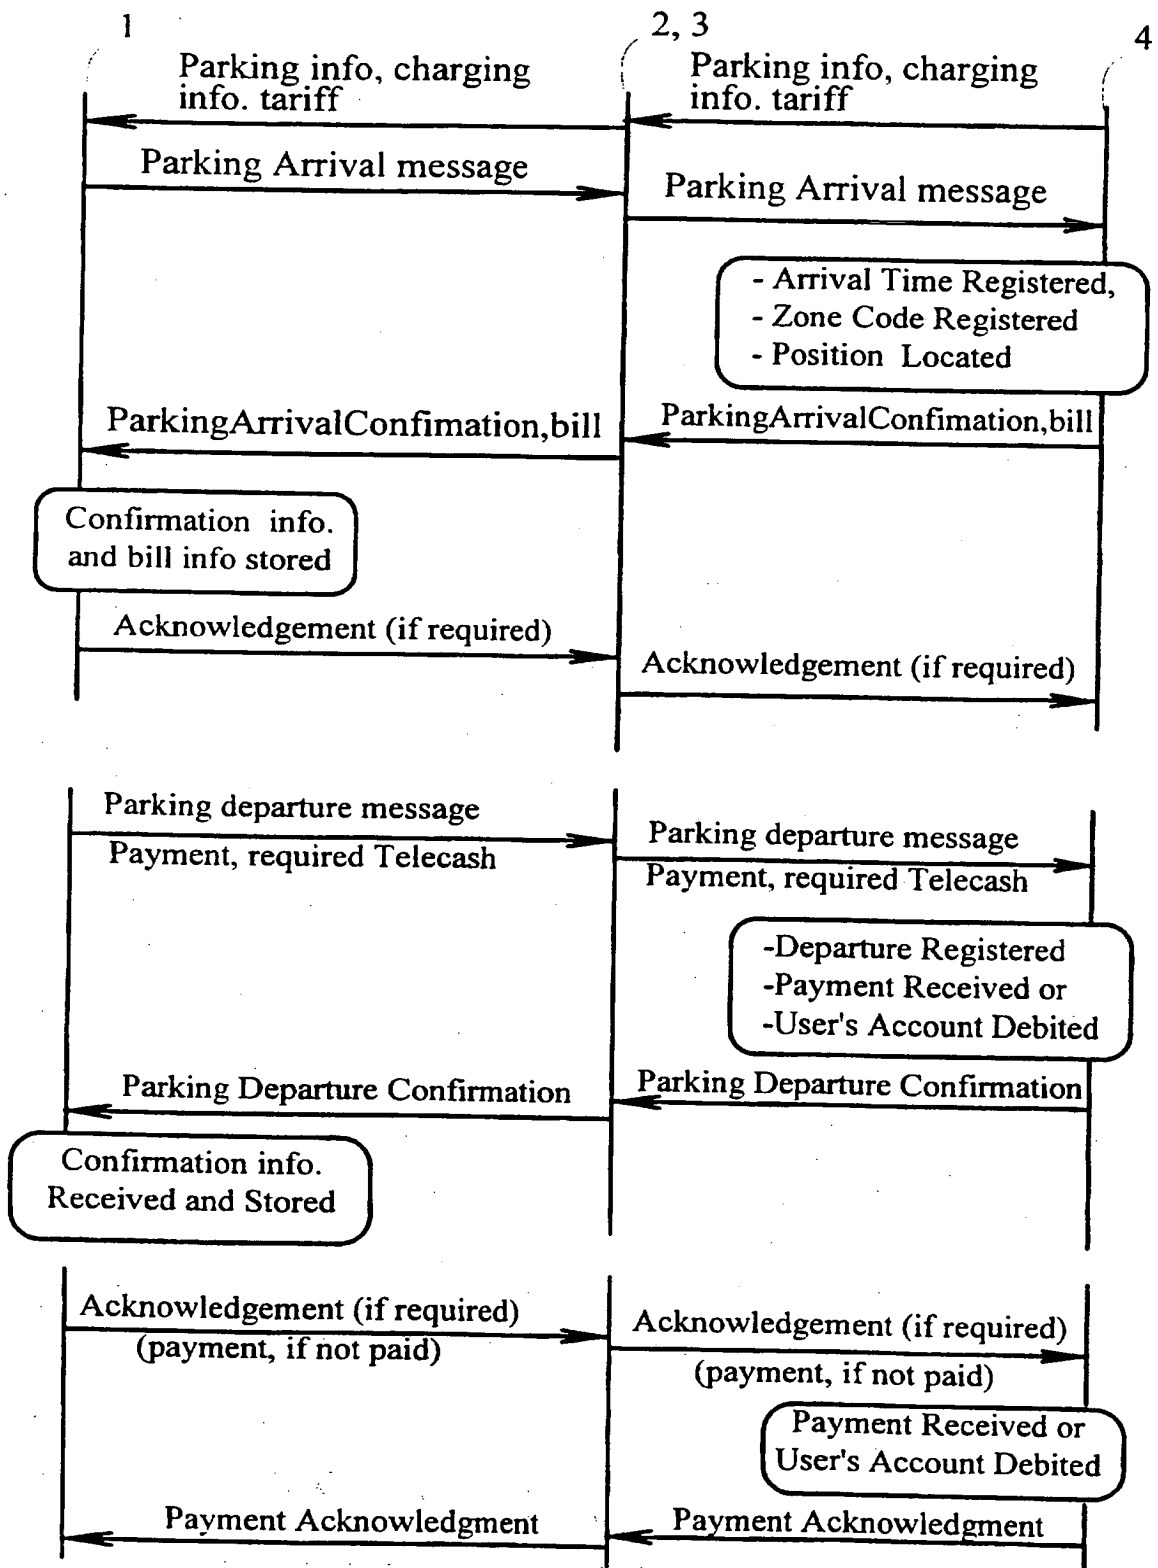 1
2, 3
4
Parking info, charging
info. tariff
Parking info, charging
info. tariff
Parking Arrival message
Parking Arrival message
- Arrival Time Registered,
- Zone Code Registered
- Position Located
ParkingArrivalConfimation,bill
ParkingArrivalConfimation,bill
Confirmation info.
and bill info stored
Acknowledgement (if required)
Acknowledgement (if required)
Parking departure message
Payment, required Telecash
Parking departure message
Payment, required Telecash
-Departure Registered
-Payment Received or
-User's Account Debited
Parking Departure Confirmation
Parking Departure Confirmation
Confirmation info.
Received and Stored
Acknowledgement (if required)
(payment, if not paid)
Acknowledgement (if required)
(payment, if not paid)
Payment Received or
User's Account Debited
Payment Acknowledgment
Payment Acknowledgment